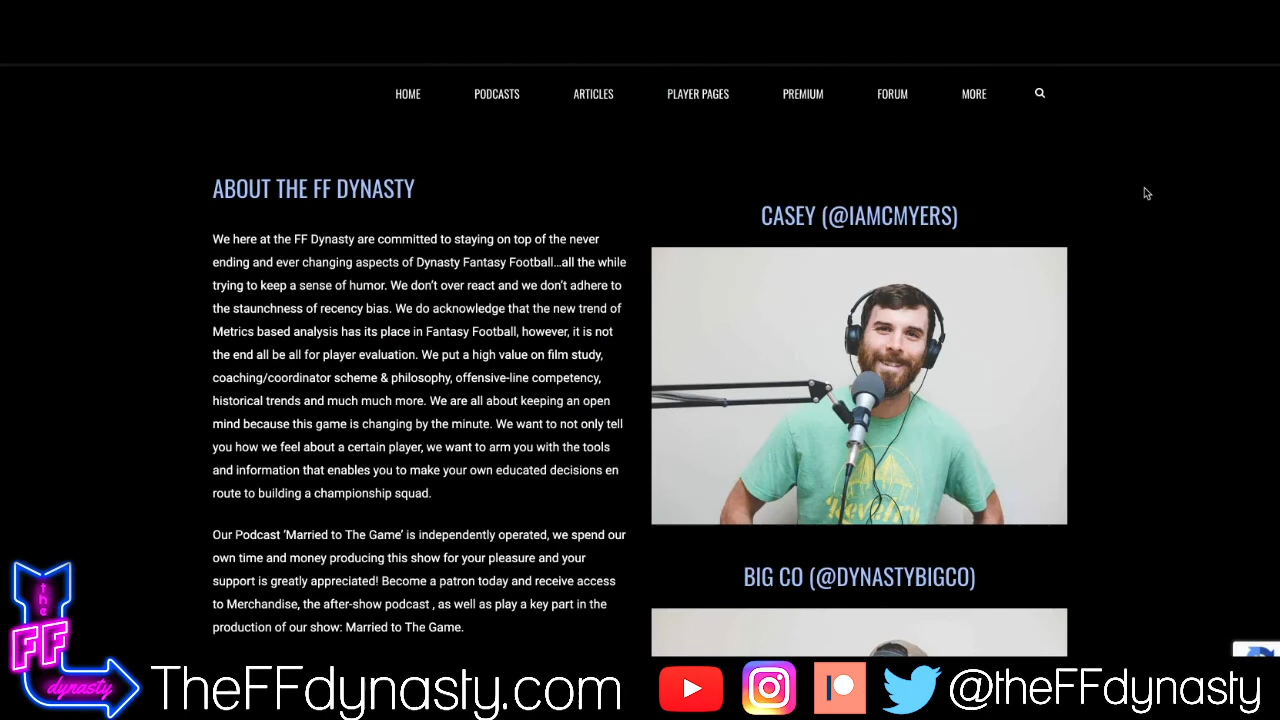 HOME PODCASTS ARTICLES PLAYER PAGES PREMIUM FORUM MORE
ABOUT THE FF DYNASTY
We here at the FF Dynasty are committed to staying on top of the never
ending and ever changing aspects of Dynasty Fantasy Football...all the while
trying to keep a sense of humor. We don't over react and we don't adhere to
the staunchness of recency bias. We do acknowledge that the new trend of
Metrics based analysis has its place in Fantasy Football, however, it is not
the end all be all for player evaluation. We put a high value on film study,
coaching/coordinator scheme & philosophy, offensive-line competency,
historical trends and much much more. We are all about keeping an open
mind because this game is changing by the minute. We want to not only tell
you how we feel about a certain player, we want to arm you with the tools
and information that enables you to make your own educated decisions en
route to building a championship squad.
Our Podcast 'Married to The Game' is independently operated, we spend our
own time and money producing this show for your pleasure and your
support is greatly appreciated! Become a patron today and receive access
to Merchandise, the after-show podcast , as well as play a key part in the
production of our show: Married to The Game.
CASEY (@IAMCMYERS)
Revelry
BIG CO (@DYNASTYBIGCO)
the
FF
dynasty
TheFFdynasty.com
@theFFdynasty